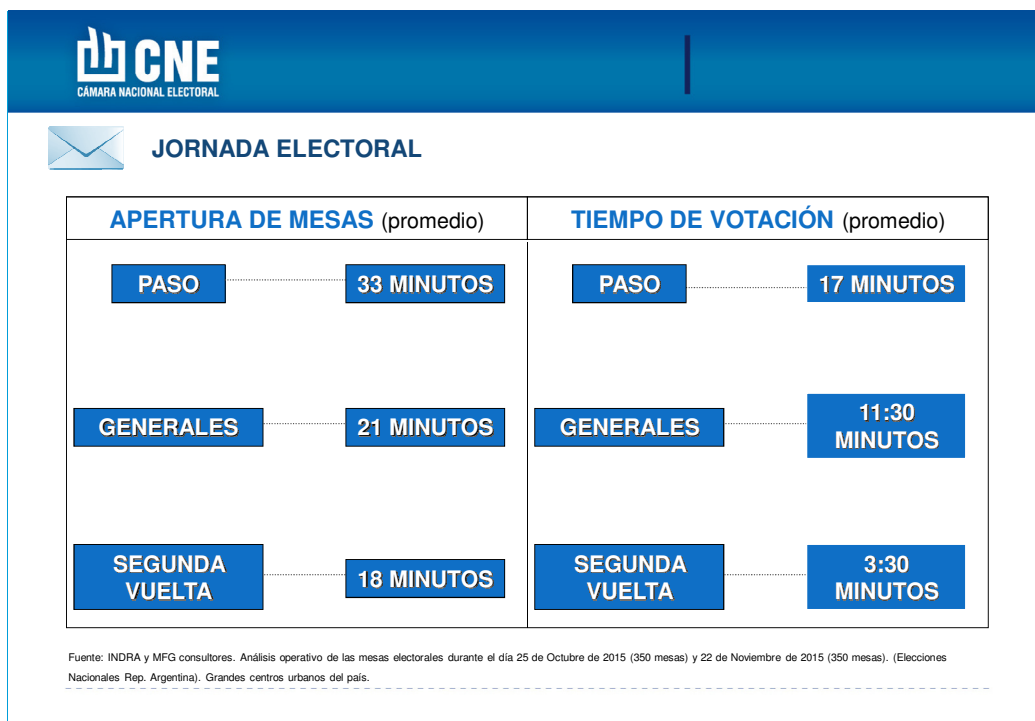 CNE
CÁMARA NACIONAL ELECTORAL
JORNADA ELECTORAL
APERTURA DE MESAS (promedio)
TIEMPO DE VOTACIÓN (promedio)
PASO
33 MINUTOS
PASO
17 MINUTOS
GENERALES
21 MINUTOS
GENERALES
11:30
MINUTOS
SEGUNDA
VUELTA
18 MINUTOS
SEGUNDA
VUELTA
3:30
MINUTOS
Fuente: INDRA y MFG consultores. Análisis operativo de las mesas electorales durante el día 25 de Octubre de 2015 (350 mesas) y 22 de Noviembre de 2015 (350 mesas). (Elecciones
Nacionales Rep. Argentina). Grandes centros urbanos del país.